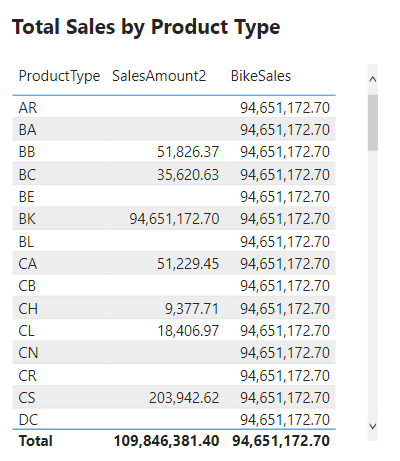 Total Sales by Product Type
ProductType SalesAmount2 BikeSales
AR 94,651,172.70
BA 94,651,172.70
BB 51,826.37 94,651,172.70
BC 35,620.63 94,651,172.70
BE 94,651,172.70
BK 94,651,172.70 94,651,172.70
BL 94,651,172.70
CA 51,229.45 94,651,172.70
CB 94,651,172.70
CH 9,377.71 94,651,172.70
CL 18,406.97 94,651,172.70
CN 94,651,172.70
CR 94,651,172.70
CS 203,942.62 94,651,172.70
DC 94,651,172.70
Total 109,846,381.40 94,651,172.70